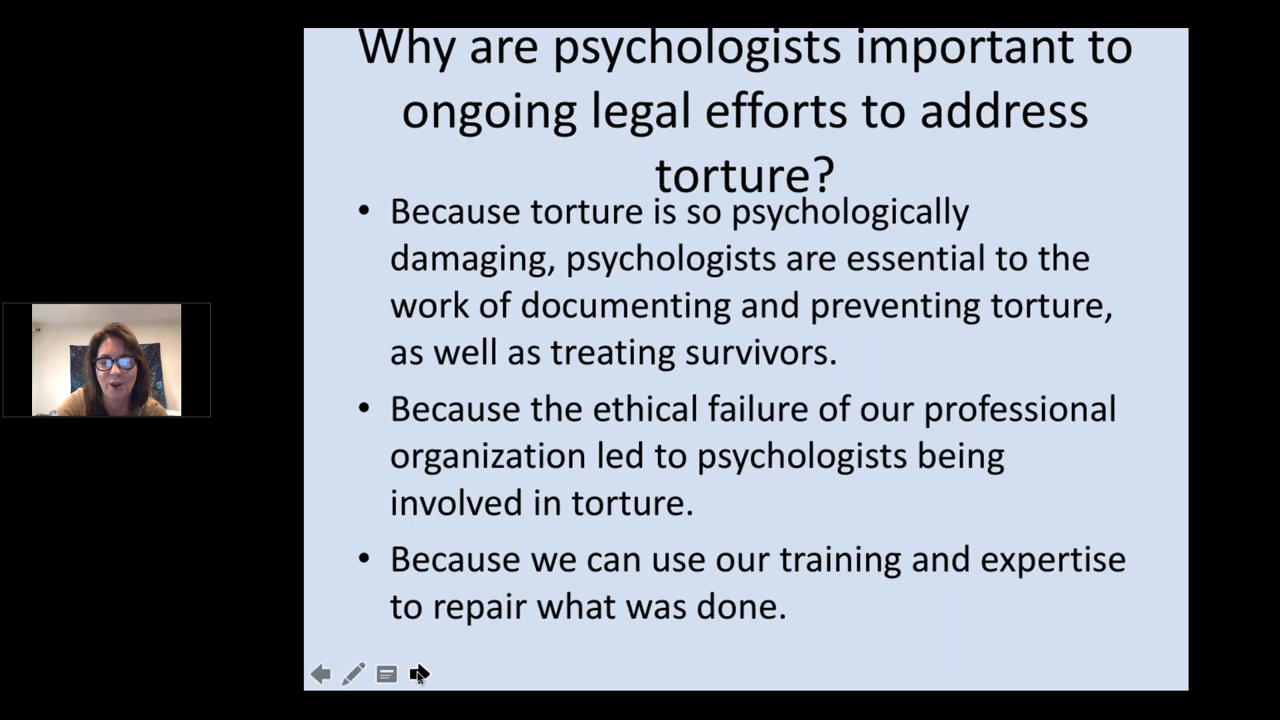 Why are psychologists important to
ongoing legal efforts to address
torture?
• Because torture is so psychologically
damaging, psychologists are essential to the
work of documenting and preventing torture,
as well as treating survivors.
• Because the ethical failure of our professional
organization led to psychologists being
involved in torture.
• Because we can use our training and expertise
to repair what was done.